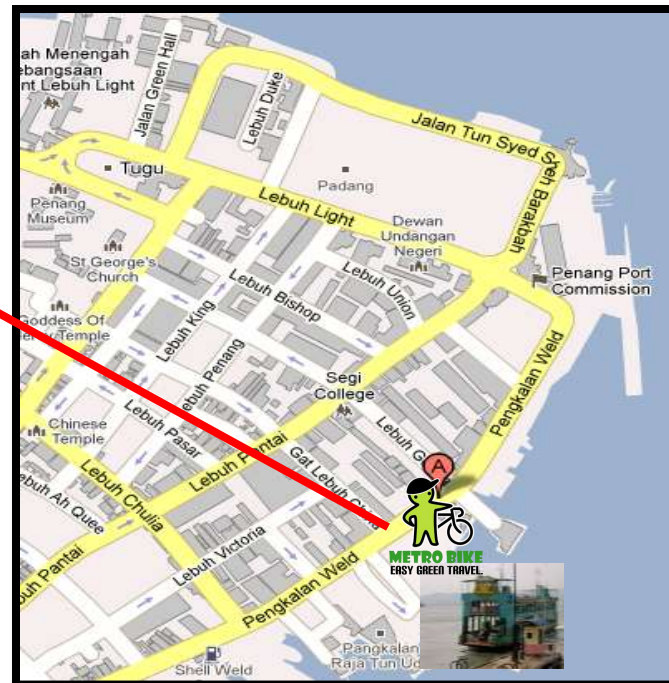 ah Menengah
ebangsaan
nt Lebuh Light
Jalan Green Hall
Lebuh Duke
Jalan Tun Syed Sheh Barakbah
Tugu
Padang
Penang
Museum
Lebuh Light
Dewan
Undangan
Negeri
St George's
Church
Lebuh Union
Penang Port
Commission
Lebuh Bishop
Goddess Of
Temple
Lebuh King
Lebuh Penang
Segi
College
Pengkalan Weld
Chinese
Temple
Lebuh Pasar
Lebuh Pantai
Lebuh
A
Gat Lebuh
Lebuh Chulia
ebuh Ah Quee
METRO BIKE
EASY GREEN TRAVEL.
Lebuh Victoria
buh Pantai
Pengkalan Weld
Shell Weld
Pangkalan
Raja Tun